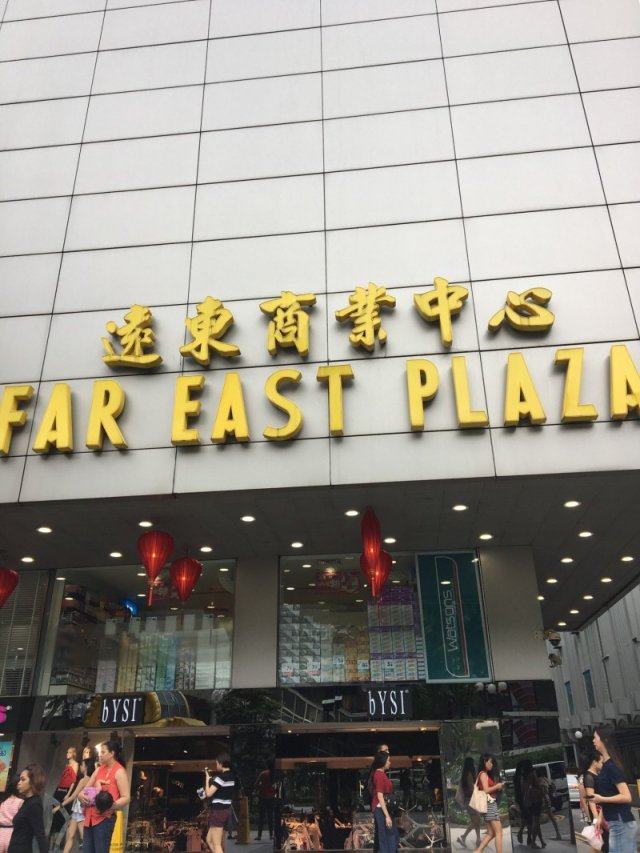 遠東商業中心
FAR EAST PLAZA
watsons
bYSI
bYSI